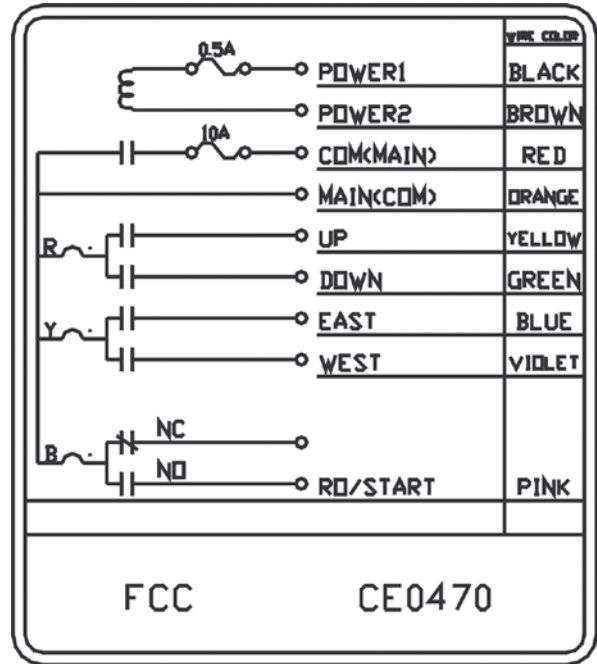 WIRE COLOR
0.5A
POWER1 BLACK
POWER2 BROWN
10A
COM(MAIN) RED
MAIN(COM) ORANGE
UP YELLOW
R
DOWN GREEN
EAST BLUE
Y
WEST VIOLET
NC
B
NO
RO/START PINK
FCC CE0470